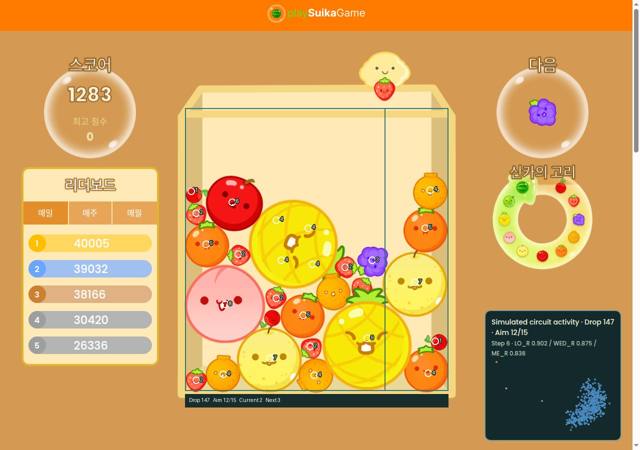 playSuikaGame
스코어
1283
최고 점수
0
리더보드
매일
매주
매월
1 40005
2 39032
3 38166
4 30420
5 26336
다음
산카의 고리
Simulated circuit activity · Drop 147
· Aim 12/15
Step 6 · LO_R 0.902 / WED_R 0.875 /
ME_R 0.836
Drop 147 Aim 12/15 Current 2 Next 3